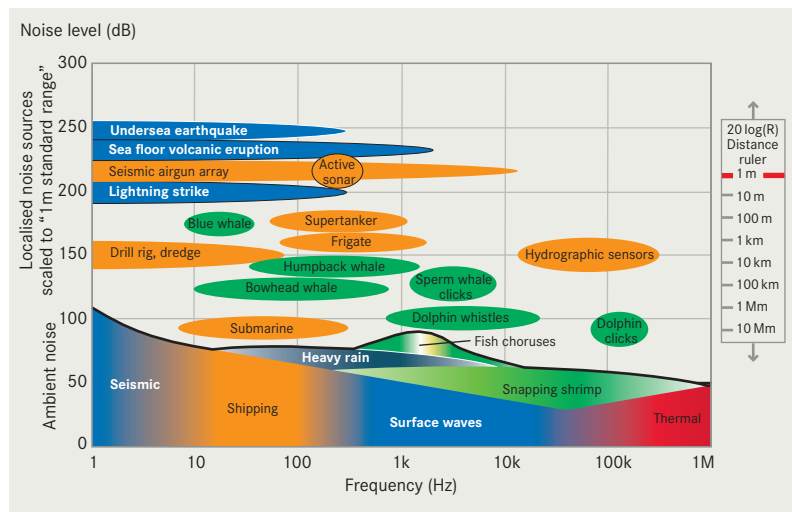 Noise level (dB)
Localised noise sources
scaled to “1m standard range”
Ambient noise
300
250
200
150
100
50
0
Undersea earthquake
Sea floor volcanic eruption
Seismic airgun array
Active
sonar
Lightning strike
Blue whale
Supertanker
Frigate
Drill rig, dredge
Hydrographic sensors
Humpback whale
Sperm whale
clicks
Bowhead whale
Dolphin whistles
Submarine
Dolphin
clicks
Fish choruses
Heavy rain
Seismic
Snapping shrimp
Shipping
Surface waves
Thermal
1
10
100
1k
10k
100k
1M
Frequency (Hz)
20 log(R)
Distance
ruler
1 m
10 m
100 m
1 km
10 km
100 km
1 Mm
10 Mm